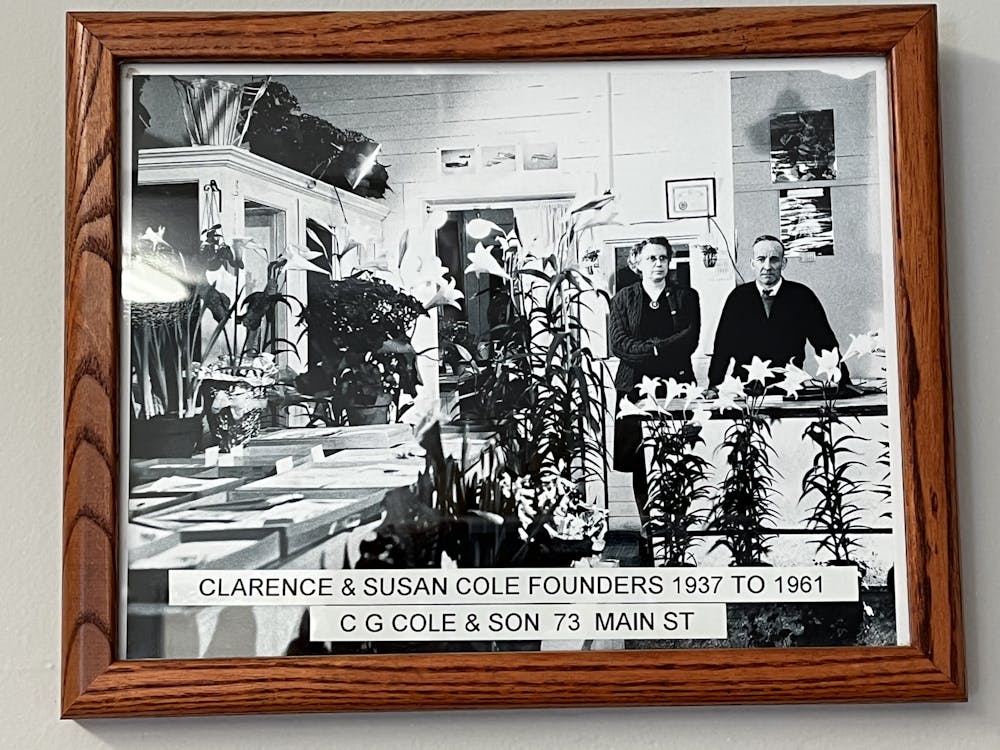 CLARENCE & SUSAN COLE FOUNDERS 1937 TO 1961
C G COLE & SON 73 MAIN ST